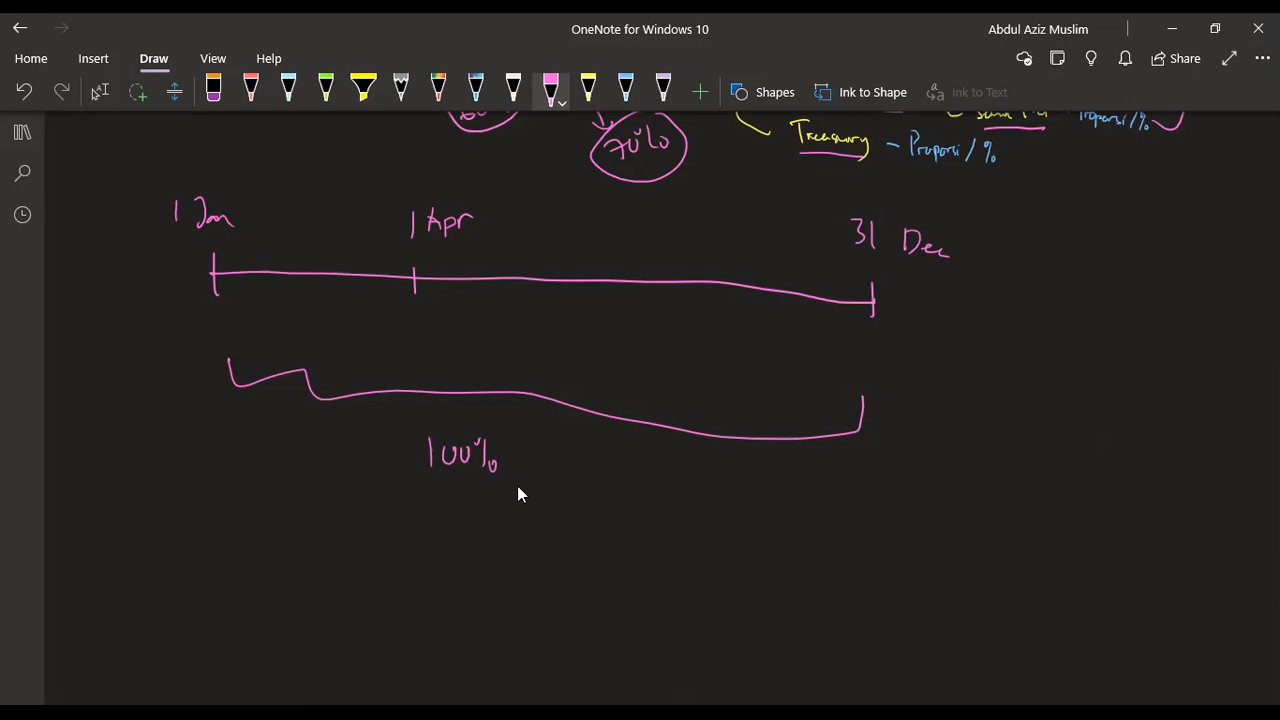 OneNote for Windows 10
Abdul Aziz Muslim
Home Insert Draw View Help
Share
Shapes
Ink to Shape
Ink to Text
Proporsi/%
70%
Treasury - Proporsi/%
1 Jan
1 Apr
31 Dec
100%